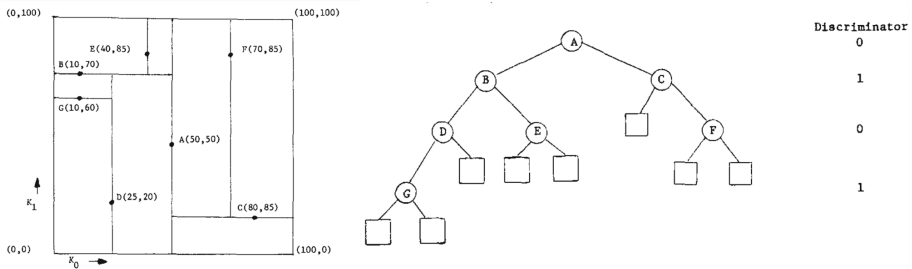 (0,100)
(100,100)
E(40,85)
F(70,85)
B(10,70)
G(10,60)
A(50,50)
D(25,20)
C(80,85)
K1
(0,0)
(100,0)
K0
Discriminator
A
0
B
C
1
D
E
F
0
G
1